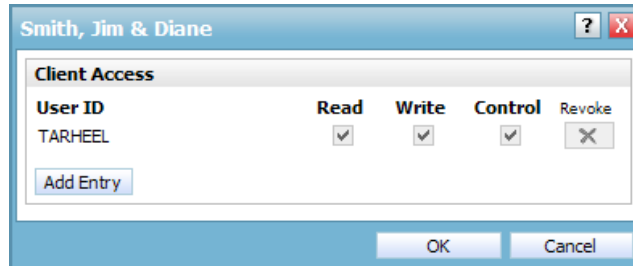 Smith, Jim & Diane ? X
Client Access
User ID Read Write Control Revoke
TARHEEL
Add Entry
OK Cancel